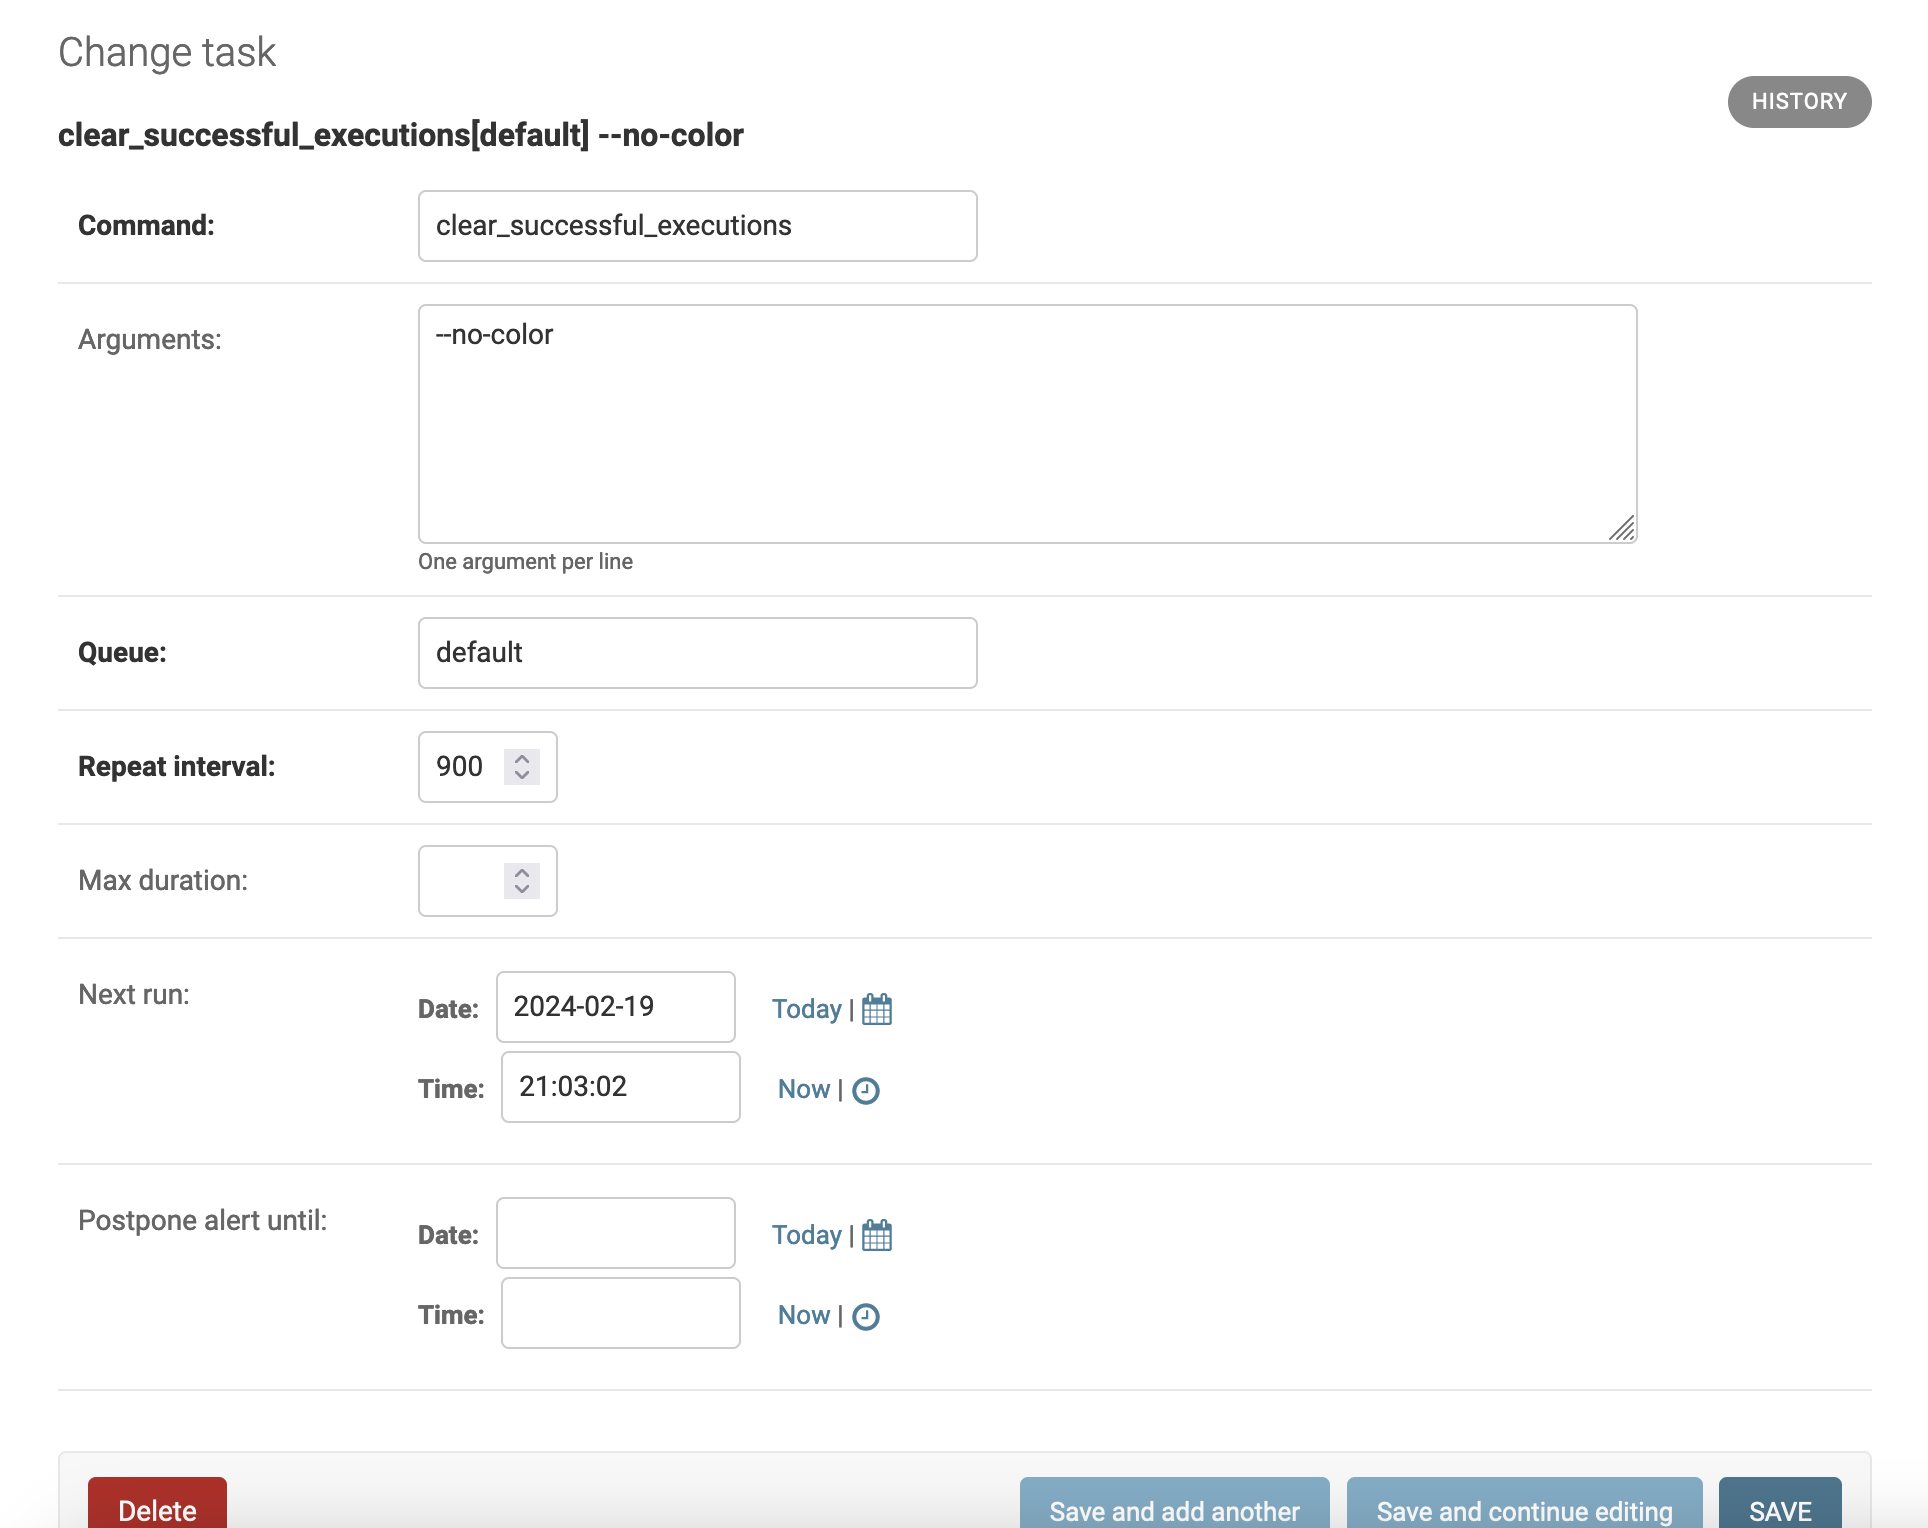 Change task
HISTORY
clear_successful_executions[default] --no-color
Command: clear_successful_executions
Arguments: --no-color
One argument per line
Queue: default
Repeat interval: 900
Max duration:
Next run: Date: 2024-02-19 Today |
Time: 21:03:02 Now |
Postpone alert until: Date: Today |
Time: Now |
Delete Save and add another Save and continue editing SAVE